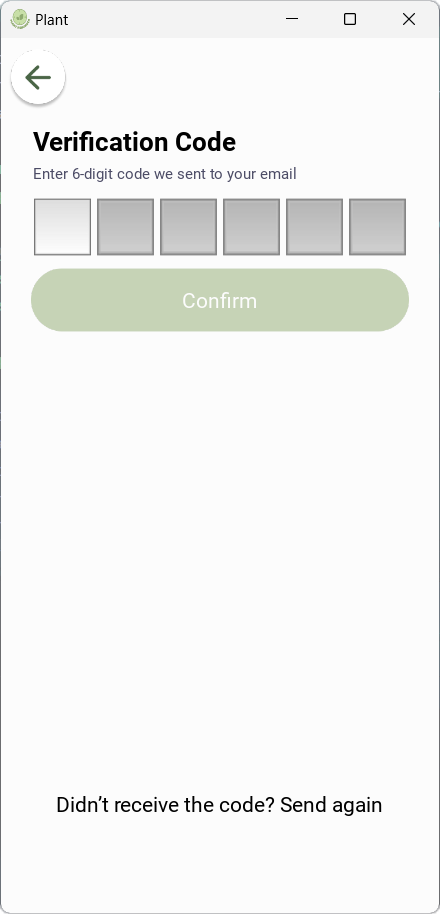 Plant
Verification Code
Enter 6-digit code we sent to your email
Confirm
Didn’t receive the code? Send again